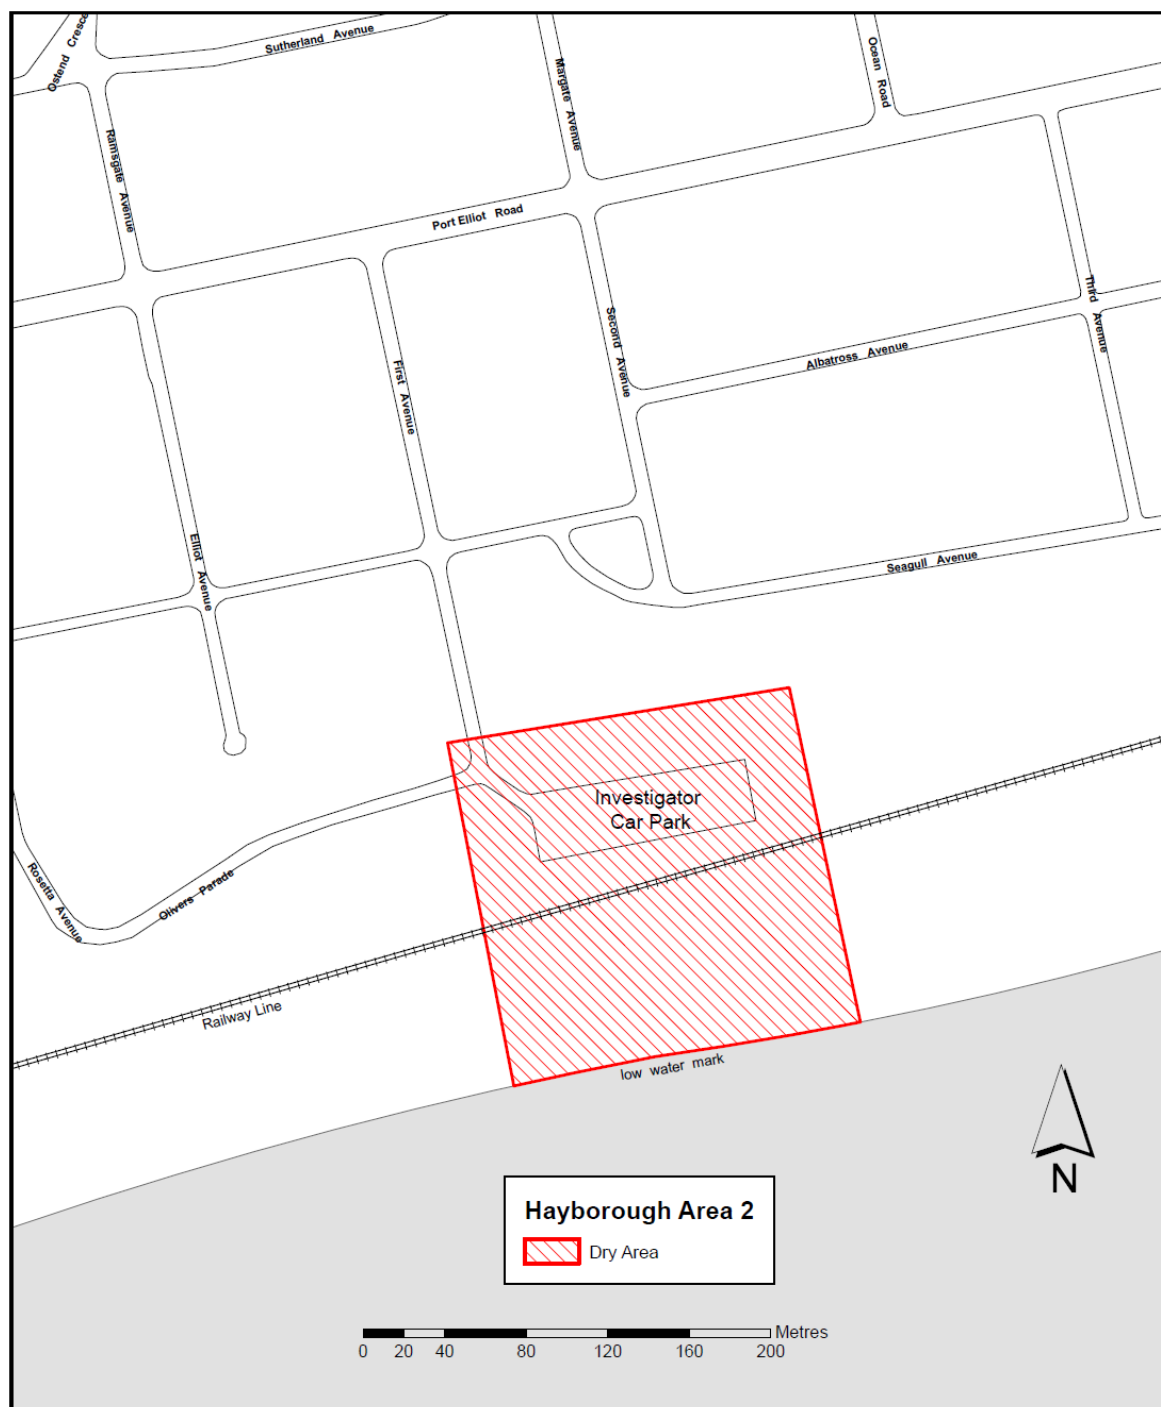 Ostend Cresce
Sutherland Avenue
Margate Avenue
Ocean Road
Ramsgate Avenue
Port Elliot Road
First Avenue
Second Avenue
Third Avenue
Albatross Avenue
Elliot Avenue
Seagull Avenue
Investigator
Car Park
Rosetta Avenue
Olivers Parade
Railway Line
low water mark
N
Hayborough Area 2
Dry Area
Metres
0 20 40 80 120 160 200